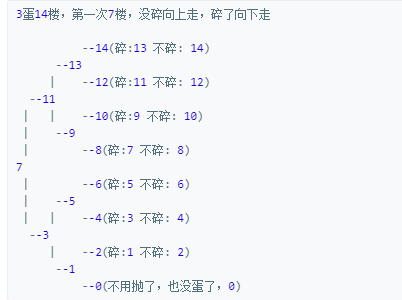 3蛋14楼，第一次7楼，没碎向上走，碎了向下走
--14(碎:13 不碎: 14)
--13
| --12(碎:11 不碎: 12)
--11
| | --10(碎:9 不碎: 10)
| --9
| --8(碎:7 不碎: 8)
7
| --6(碎:5 不碎: 6)
| --5
| | --4(碎:3 不碎: 4)
--3
| --2(碎:1 不碎: 2)
--1
--0(不用抛了，也没蛋了，0)